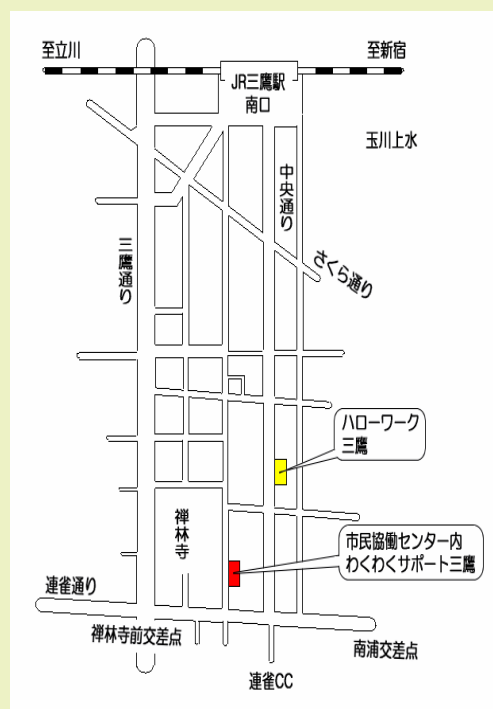 至立川
至新宿
JR三鷹駅
南口
玉川上水
中央通り
三鷹通り
さくら通り
ハローワーク
三鷹
禅林寺
市民協働センター内
わくわくサポート三鷹
連雀通り
禅林寺前交差点
南浦交差点
連雀CC